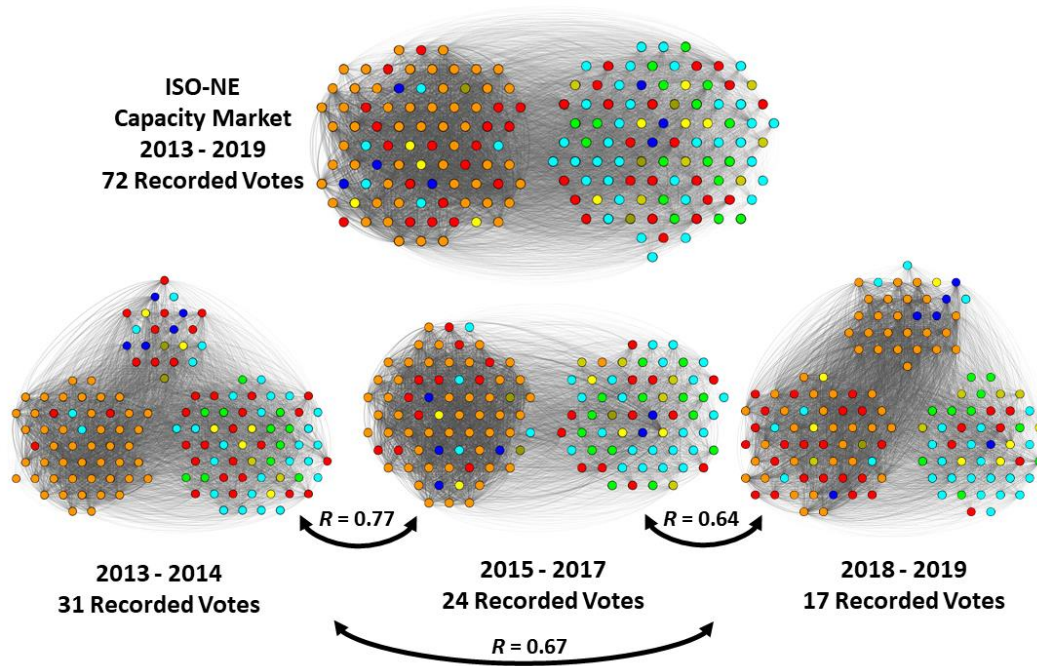 ISO-NE
Capacity Market
2013 - 2019
72 Recorded Votes
R = 0.77
R = 0.64
2013 - 2014
31 Recorded Votes
2015 - 2017
24 Recorded Votes
2018 - 2019
17 Recorded Votes
R = 0.67